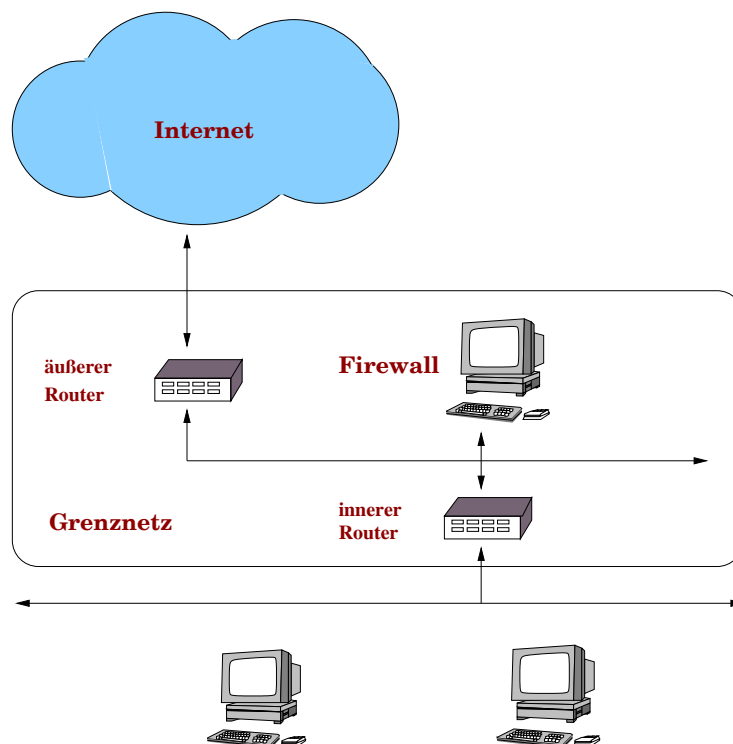 Internet
äußerer
Router
Firewall
Grenznetz
innerer
Router